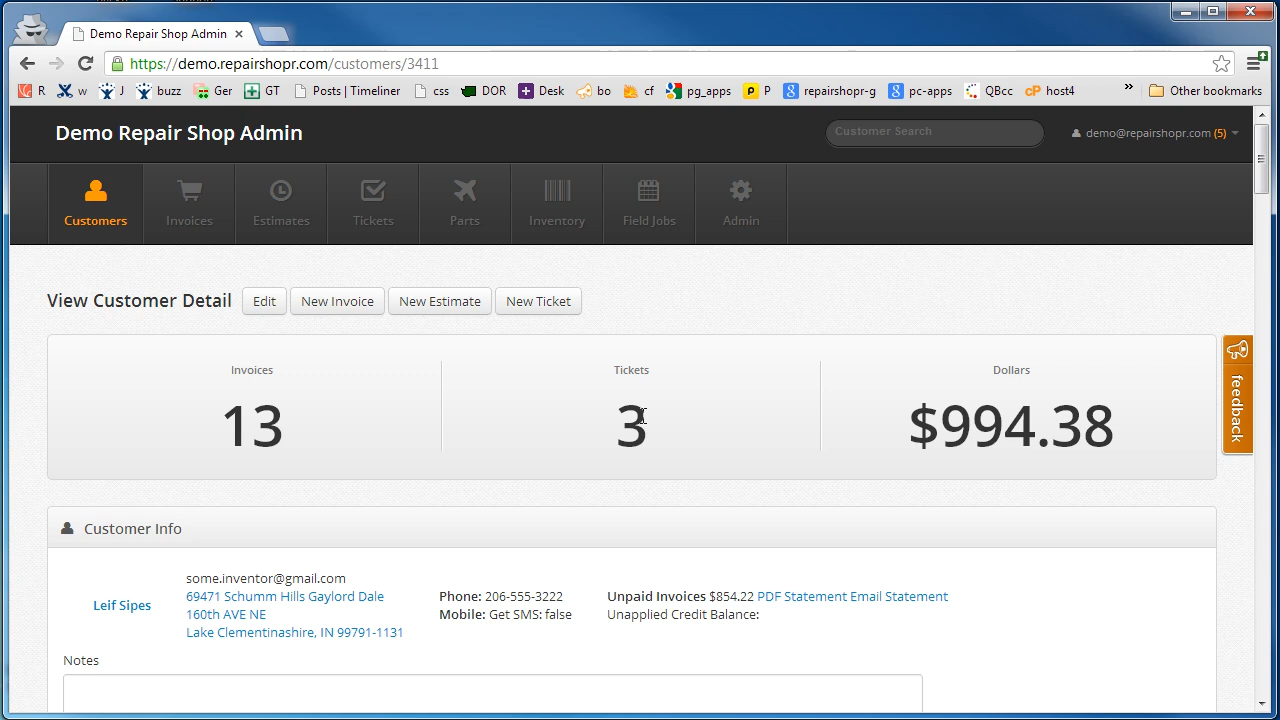 Demo Repair Shop Admin
https://demo.repairshopr.com/customers/3411
R w J buzz Ger GT Posts | Timeliner css DOR Desk bo cf pg_apps P repairshopr-g pc-apps QBcc host4 » Other bookmarks
Demo Repair Shop Admin
Customer Search
demo@repairshopr.com (5)
Customers Invoices Estimates Tickets Parts Inventory Field Jobs Admin
View Customer Detail Edit New Invoice New Estimate New Ticket
Invoices Tickets Dollars
13 3 $994.38
feedback
Customer Info
some.inventor@gmail.com
Leif Sipes 69471 Schumm Hills Gaylord Dale Phone: 206-555-3222 Unpaid Invoices $854.22 PDF Statement Email Statement
160th AVE NE Mobile: Get SMS: false Unapplied Credit Balance:
Lake Clementinashire, IN 99791-1131
Notes